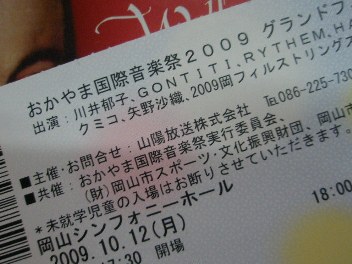 おかやま国際音楽祭2009 グランドフ
出演：川井郁子、GONTITI、RYTHEM、HA
クミコ、矢野沙織、2009岡フィルストリングス
■主催・お問合せ：山陽放送株式会社 ℡086-225-730
■共催：おかやま国際音楽祭実行委員会、
(財)岡山市スポーツ・文化振興財団、岡山市
*未就学児童の入場はお断りさせていただきます。
岡山シンフォニーホール
2009.10.12(月) 18:00
17:30 開場